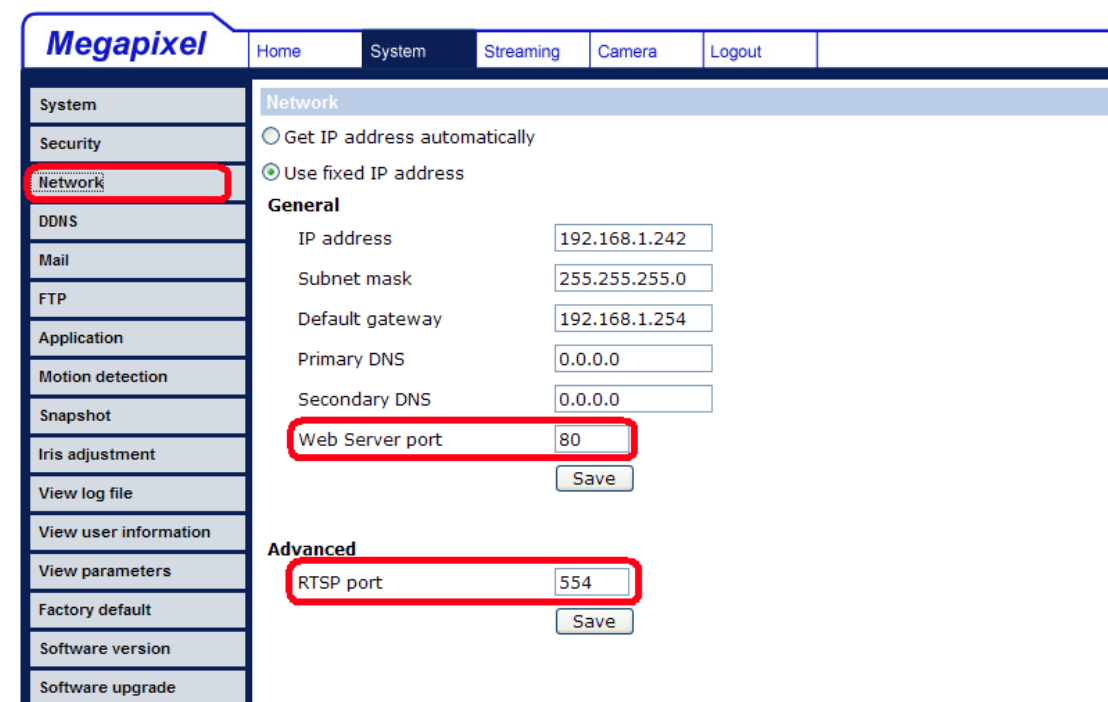 Megapixel
Home System Streaming Camera Logout
System
Security
Network
DDNS
Mail
FTP
Application
Motion detection
Snapshot
Iris adjustment
View log file
View user information
View parameters
Factory default
Software version
Software upgrade
Network
Get IP address automatically
Use fixed IP address
General
IP address 192.168.1.242
Subnet mask 255.255.255.0
Default gateway 192.168.1.254
Primary DNS 0.0.0.0
Secondary DNS 0.0.0.0
Web Server port 80
Save
Advanced
RTSP port 554
Save